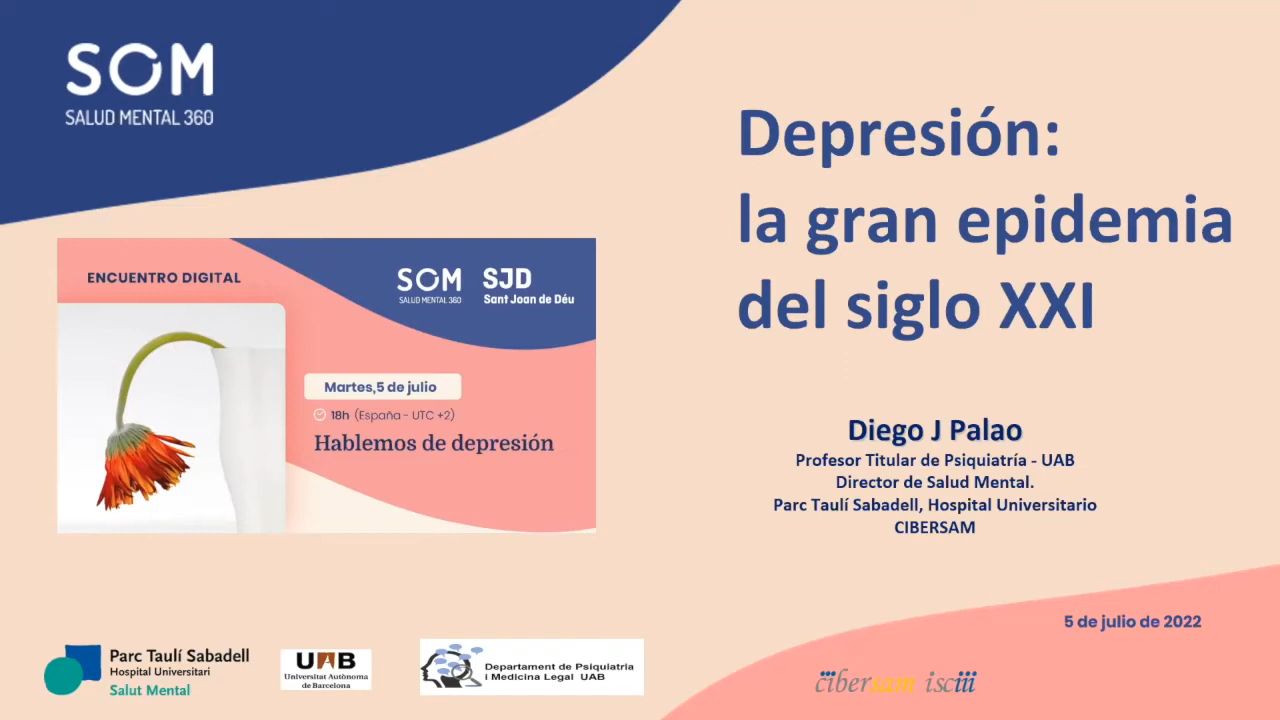 SOM
SALUD MENTAL 360
Depresión:
la gran epidemia
del siglo XXI
ENCUENTRO DIGITAL
SOM
SALUD MENTAL 360
SJD
Sant Joan de Déu
Martes,5 de julio
18h (España - UTC +2)
Hablemos de depresión
Diego J Palao
Profesor Titular de Psiquiatría - UAB
Director de Salud Mental.
Parc Taulí Sabadell, Hospital Universitario
CIBERSAM
5 de julio de 2022
Parc Taulí Sabadell
Hospital Universitari
Salut Mental
UAB
Universitat Autònoma
de Barcelona
Departament de Psiquiatria
i Medicina Legal UAB
cibersam isciii